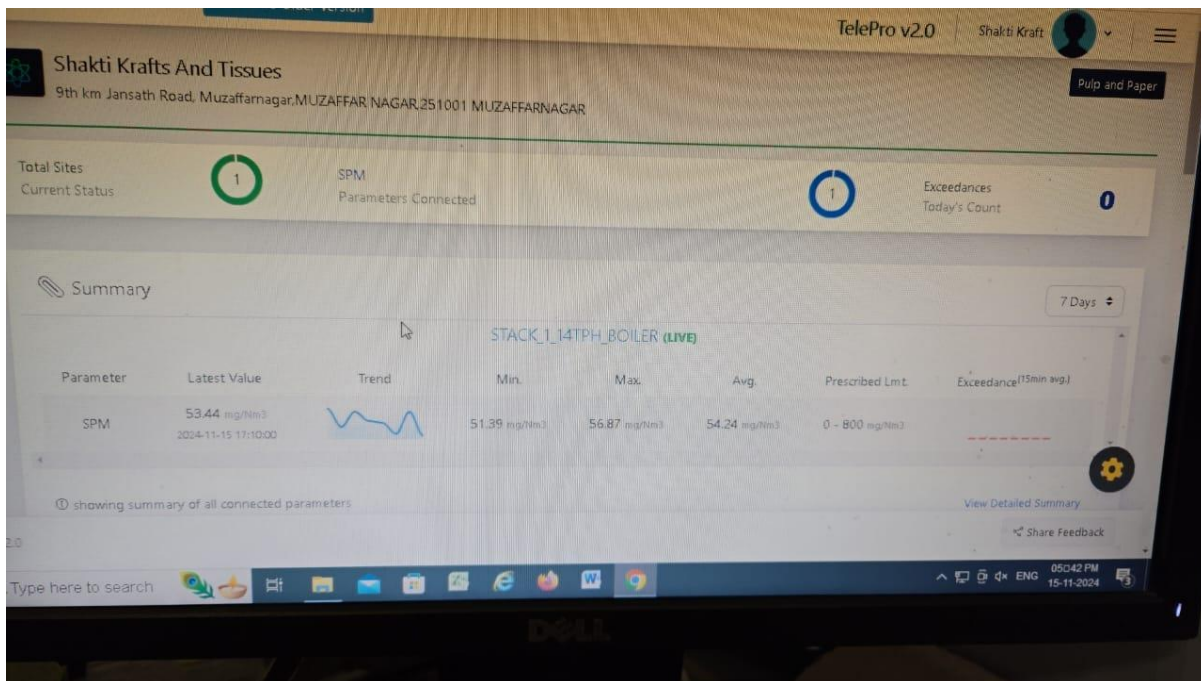 TelePro v2.0
Shakti Kraft
Shakti Krafts And Tissues
9th km Jansath Road, Muzaffarnagar,MUZAFFAR NAGAR,251001 MUZAFFARNAGAR
Pulp and Paper
Total Sites
Current Status
1
SPM
Parameters Connected
1
Exceedances
Today's Count
0
Summary
7 Days
STACK_1_14TPH_BOILER (LIVE)
Parameter Latest Value Trend Min. Max. Avg. Prescribed Lmt. Exceedance(15min avg.)
SPM 53.44 mg/Nm3 51.39 mg/Nm3 56.87 mg/Nm3 54.24 mg/Nm3 0 - 800 mg/Nm3
2024-11-15 17:10:00
showing summary of all connected parameters
View Detailed Summary
Share Feedback
2.0
Type here to search
ENG
05:42 PM
15-11-2024
DELL